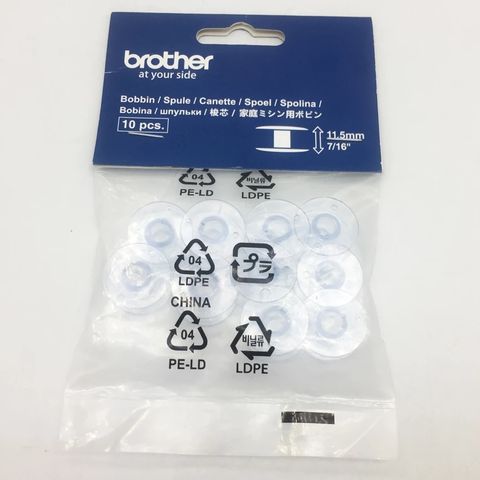 brother
at your side
Bobbin / Spule / Canette / Spoel / Spolina /
Bobina / шпульки / 梭芯 / 家庭ミシン用ボビン
10 pcs.
11.5mm
7/16"
04
PE-LD
비닐류
LDPE
04
LDPE
プラ
CHINA
04
PE-LD
비닐류
LDPE